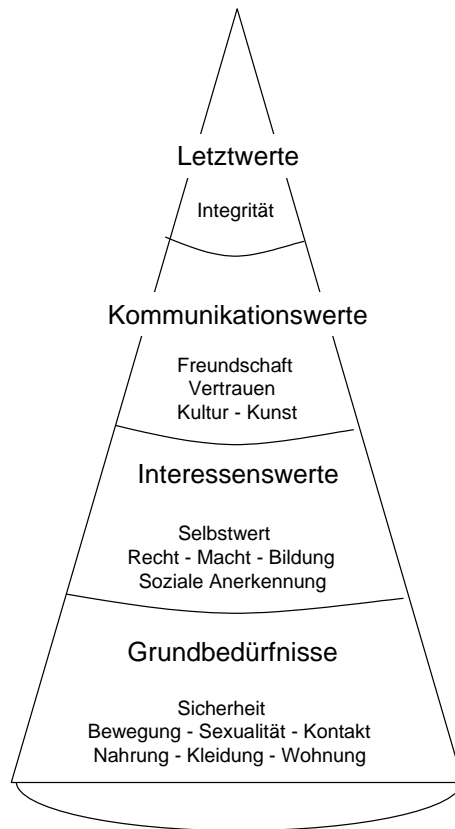 Letztwerte
Integrität
Kommunikationswerte
Freundschaft
Vertrauen
Kultur - Kunst
Interessenswerte
Selbstwert
Recht - Macht - Bildung
Soziale Anerkennung
Grundbedürfnisse
Sicherheit
Bewegung - Sexualität - Kontakt
Nahrung - Kleidung - Wohnung